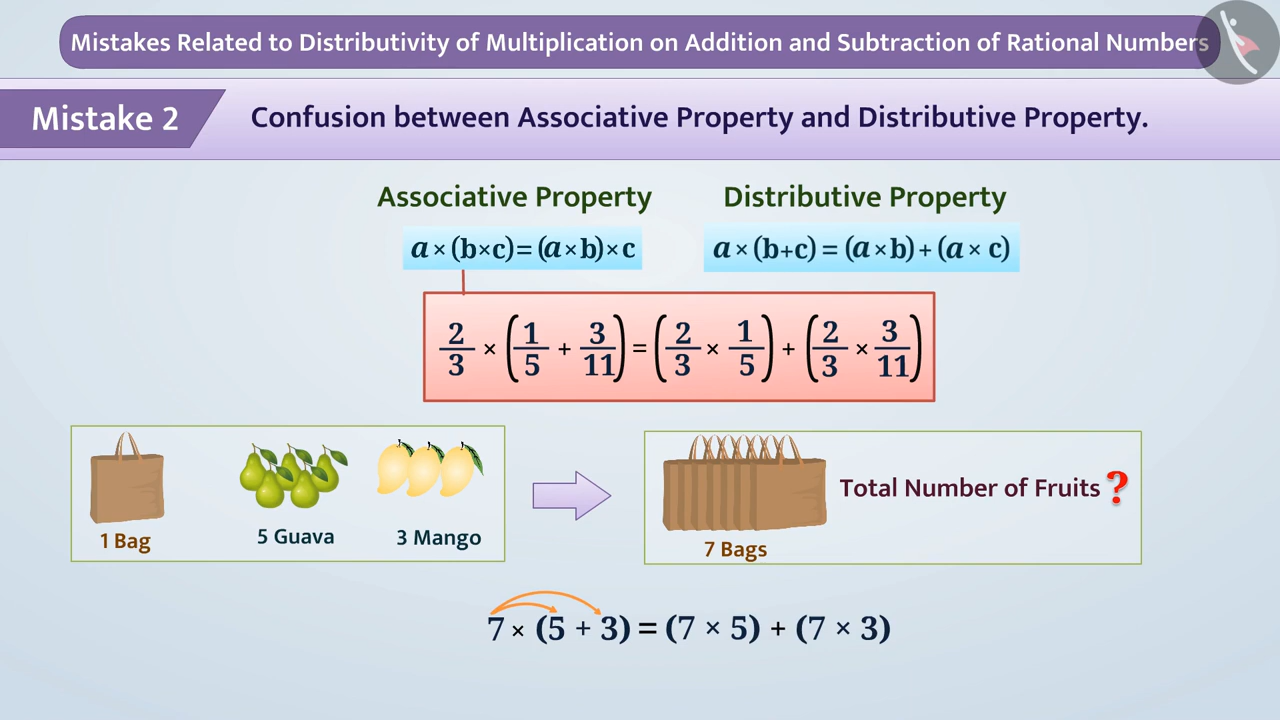 Mistakes Related to Distributivity of Multiplication on Addition and Subtraction of Rational Numbers
Mistake 2
Confusion between Associative Property and Distributive Property.
Associative Property
Distributive Property
a×(b×c)=(a×b)×c
a×(b+c)=(a×b)+(a×c)
2/3 × (1/5 + 3/11) = (2/3 × 1/5) + (2/3 × 3/11)
1 Bag
5 Guava
3 Mango
7 Bags
Total Number of Fruits ?
7 × (5 + 3) = (7 × 5) + (7 × 3)